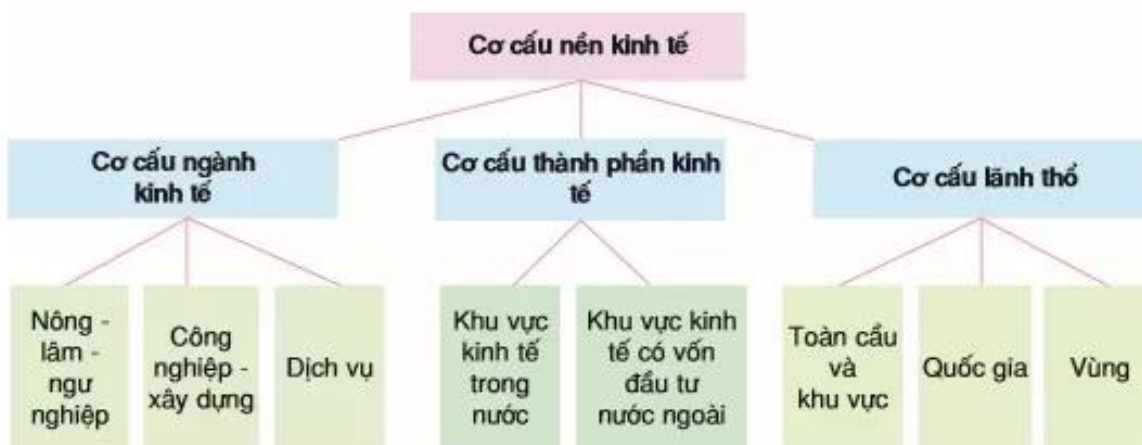 Cơ cấu nền kinh tế
Cơ cấu ngành
kinh tế
Cơ cấu thành phần kinh
tế
Cơ cấu lãnh thổ
Nông -
lâm -
ngư
nghiệp
Công
nghiệp -
xây dựng
Dịch vụ
Khu vực
kinh tế
trong
nước
Khu vực kinh
tế có vốn
đầu tư
nước ngoài
Toàn cầu
và
khu vực
Quốc gia
Vùng